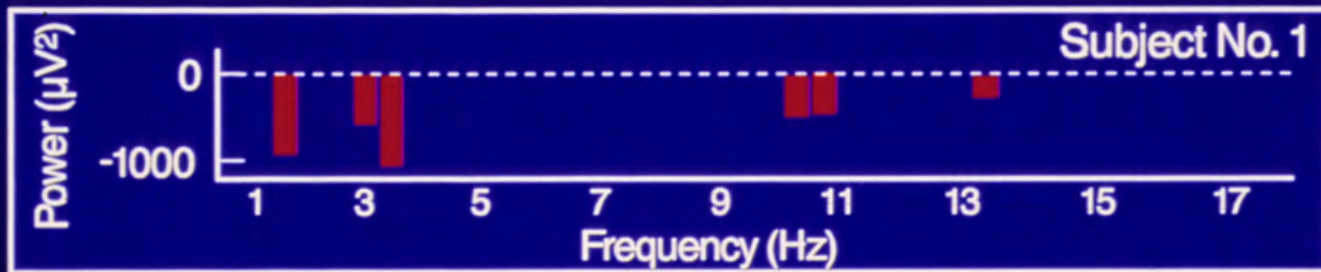 Subject No. 1
Power (μV²)
0
-1000
1 3 5 7 9 11 13 15 17
Frequency (Hz)